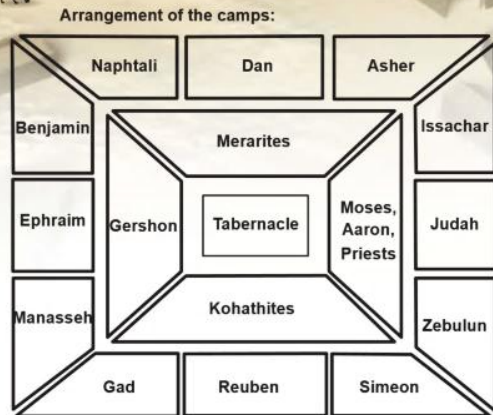 Arrangement of the camps:
Naphtali
Dan
Asher
Benjamin
Merarites
Issachar
Ephraim
Gershon
Tabernacle
Moses,
Aaron,
Priests
Judah
Manasseh
Kohathites
Zebulun
Gad
Reuben
Simeon